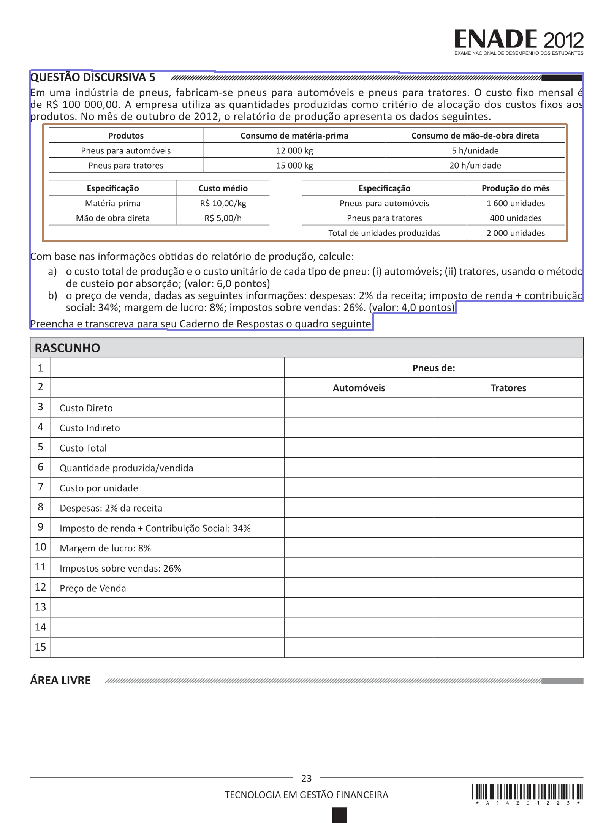 ENADE 2012
EXAME NACIONAL DE DESEMPENHO DOS ESTUDANTES
QUESTÃO DISCURSIVA 5
Em uma indústria de pneus, fabricam-se pneus para automóveis e pneus para tratores. O custo fixo mensal é
de R$ 100 000,00. A empresa utiliza as quantidades produzidas como critério de alocação dos custos fixos aos
produtos. No mês de outubro de 2012, o relatório de produção apresenta os dados seguintes.
Produtos Consumo de matéria-prima Consumo de mão-de-obra direta
Pneus para automóveis 12 000 kg 5 h/unidade
Pneus para tratores 15 000 kg 20 h/unidade
Especificação Custo médio Especificação Produção do mês
Matéria-prima R$ 10,00/kg Pneus para automóveis 1 600 unidades
Mão de obra direta R$ 5,00/h Pneus para tratores 400 unidades
Total de unidades produzidas 2 000 unidades
Com base nas informações obtidas do relatório de produção, calcule:
a) o custo total de produção e o custo unitário de cada tipo de pneu: (i) automóveis; (ii) tratores, usando o método
de custeio por absorção; (valor: 6,0 pontos)
b) o preço de venda, dadas as seguintes informações: despesas: 2% da receita; imposto de renda + contribuição
social: 34%; margem de lucro: 8%; impostos sobre vendas: 26%. (valor: 4,0 pontos)
Preencha e transcreva para seu Caderno de Respostas o quadro seguinte.
RASCUNHO
1 Pneus de:
2 Automóveis Tratores
3 Custo Direto
4 Custo Indireto
5 Custo Total
6 Quantidade produzida/vendida
7 Custo por unidade
8 Despesas: 2% da receita
9 Imposto de renda + Contribuição Social: 34%
10 Margem de lucro: 8%
11 Impostos sobre vendas: 26%
12 Preço de Venda
13
14
15
ÁREA LIVRE
23
TECNOLOGIA EM GESTÃO FINANCEIRA